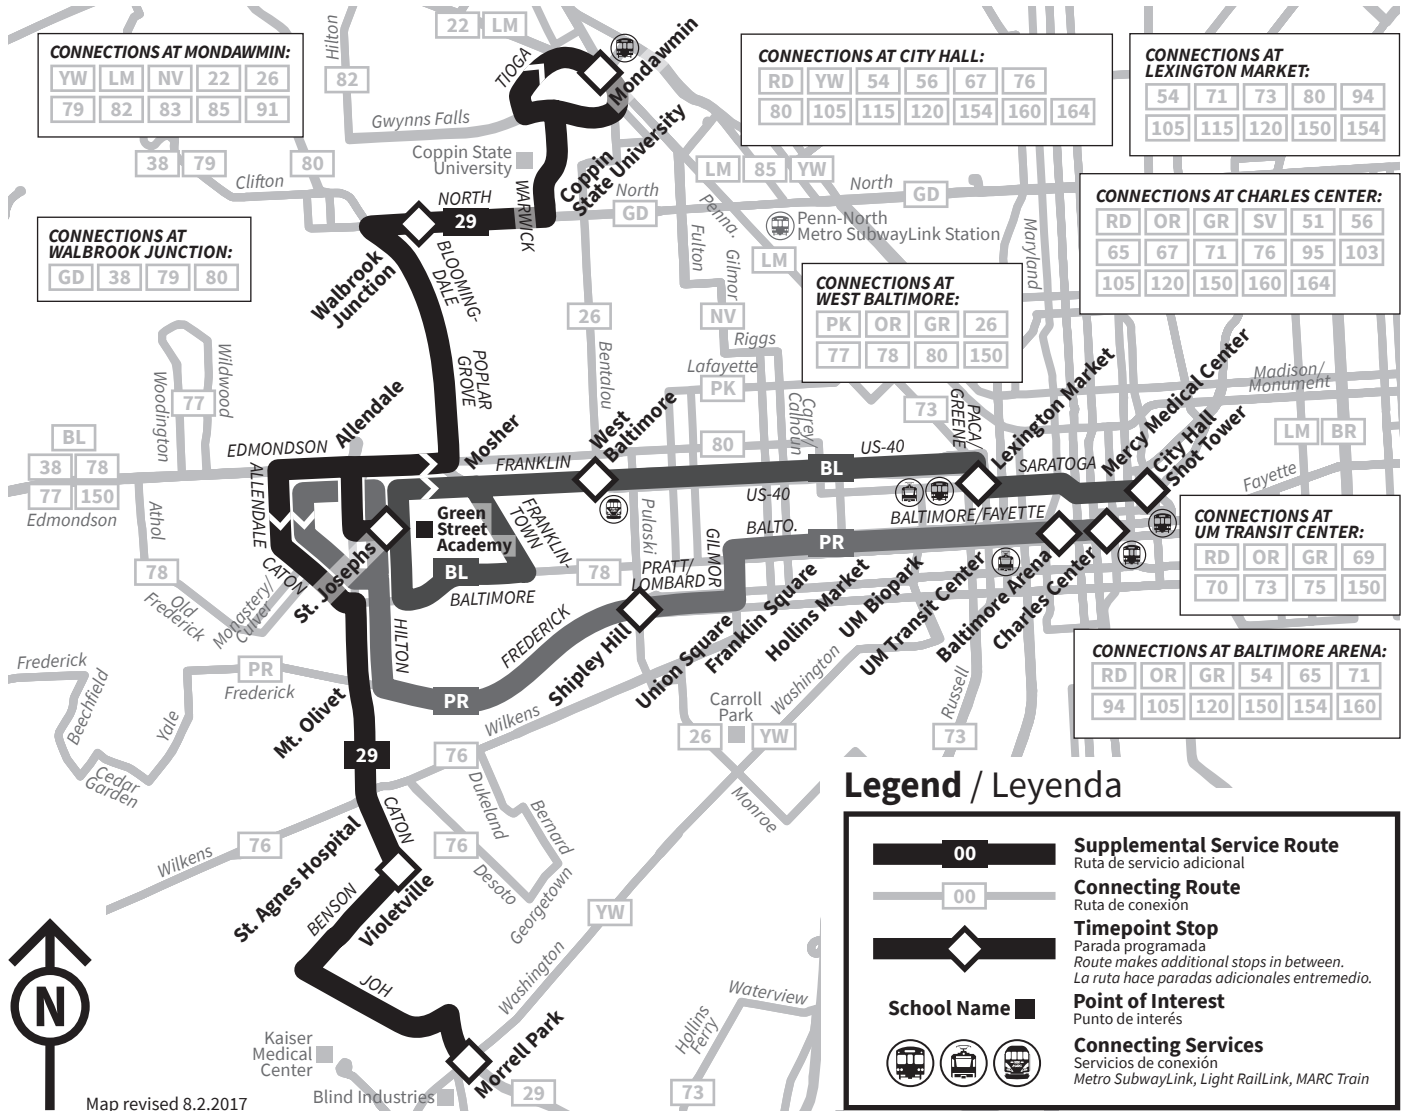 CONNECTIONS AT MONDAWMIN:
YW LM NV 22 26
79 82 83 85 91
Hilton
22 LM
82
TIOGA
Mondawmin
Gwynns Falls
CONNECTIONS AT CITY HALL:
RD YW 54 56 67 76
80 105 115 120 154 160 164
CONNECTIONS AT
LEXINGTON MARKET:
54 71 73 80 94
105 115 120 150 154
38 79
80
Clifton
Coppin State
University
Coppin
State University
WARWICK
NORTH
29
North
GD
LM 85 YW
North
GD
Penna.
Penn-North
Metro SubwayLink Station
LM
Fulton
Gilmor
Maryland
CONNECTIONS AT CHARLES CENTER:
RD OR GR SV 51 56
65 67 71 76 95 103
105 120 150 160 164
CONNECTIONS AT
WALBROOK JUNCTION:
GD 38 79 80
Walbrook
Junction
BLOOMING-
DALE
CONNECTIONS AT
WEST BALTIMORE:
PK OR GR 26
77 78 80 150
26
NV
Riggs
Lafayette
PK
Bentalou
Wildwood
Woodington
77
POPLAR
GROVE
Allendale
Mosher
West
Baltimore
Carey/
Calhoun
73
PACA/
GREENE
Lexington Market
Mercy Medical Center
City Hall
Shot Tower
Madison/
Monument
LM BR
Fayette
BL
38 78
77 150
Edmondson
EDMONDSON
ALLENDALE
FRANKLIN
80
BL
US-40
US-40
SARATOGA
BALTIMORE/FAYETTE
BALTO.
PR
Athol
78
Old
Frederick
Monastery/
Culver
CATON
St. Josephs
Green
Street
Academy
FRANKLIN-
TOWN
BL
BALTIMORE
78
Pulaski
PRATT/
LOMBARD
GILMOR
HILTON
FREDERICK
Shipley Hill
Union Square
Franklin Square
Hollins Market
UM Biopark
UM Transit Center
Baltimore Arena
Charles Center
CONNECTIONS AT
UM TRANSIT CENTER:
RD OR GR 69
70 73 75 150
CONNECTIONS AT BALTIMORE ARENA:
RD OR GR 54 65 71
94 105 120 150 154 160
Frederick
PR
Frederick
Beechfield
Yale
Cedar
Garden
Mt. Olivet
PR
Wilkens
Carroll
Park
26
YW
Washington
Russell
73
29
76
Dukeland
Bernard
Monroe
CATON
76
Wilkens
76
Desoto
Georgetown
St. Agnes Hospital
Violetville
BENSON
JOH
YW
Washington
Waterview
Hollins
Ferry
73
Kaiser
Medical
Center
Blind Industries
Morrell Park
29
N
Map revised 8.2.2017
Legend / Leyenda
00
Supplemental Service Route
Ruta de servicio adicional
00
Connecting Route
Ruta de conexión
Timepoint Stop
Parada programada
Route makes additional stops in between.
La ruta hace paradas adicionales entremedio.
School Name
Point of Interest
Punto de interés
Connecting Services
Servicios de conexión
Metro SubwayLink, Light RailLink, MARC Train